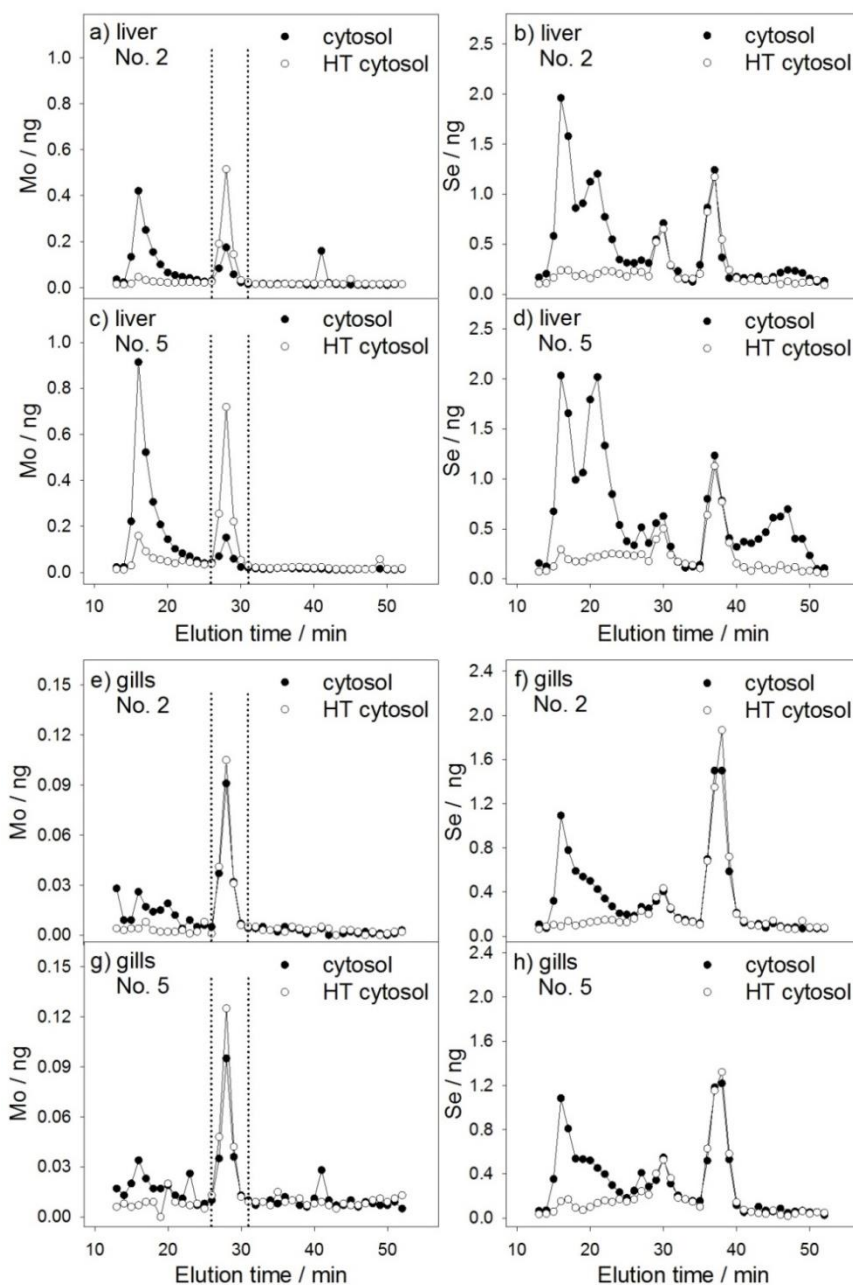 a) liver
No. 2
cytosol
HT cytosol
Mo / ng
1.0
0.8
0.6
0.4
0.2
0.0
b) liver
No. 2
cytosol
HT cytosol
Se / ng
2.5
2.0
1.5
1.0
0.5
0.0
c) liver
No. 5
cytosol
HT cytosol
Mo / ng
1.0
0.8
0.6
0.4
0.2
0.0
10 20 30 40 50
Elution time / min
d) liver
No. 5
cytosol
HT cytosol
Se / ng
2.5
2.0
1.5
1.0
0.5
0.0
10 20 30 40 50
Elution time / min
e) gills
No. 2
cytosol
HT cytosol
Mo / ng
0.15
0.12
0.09
0.06
0.03
0.00
f) gills
No. 2
cytosol
HT cytosol
Se / ng
2.4
2.0
1.6
1.2
0.8
0.4
0.0
g) gills
No. 5
cytosol
HT cytosol
Mo / ng
0.15
0.12
0.09
0.06
0.03
0.00
10 20 30 40 50
Elution time / min
h) gills
No. 5
cytosol
HT cytosol
Se / ng
2.4
2.0
1.6
1.2
0.8
0.4
0.0
10 20 30 40 50
Elution time / min